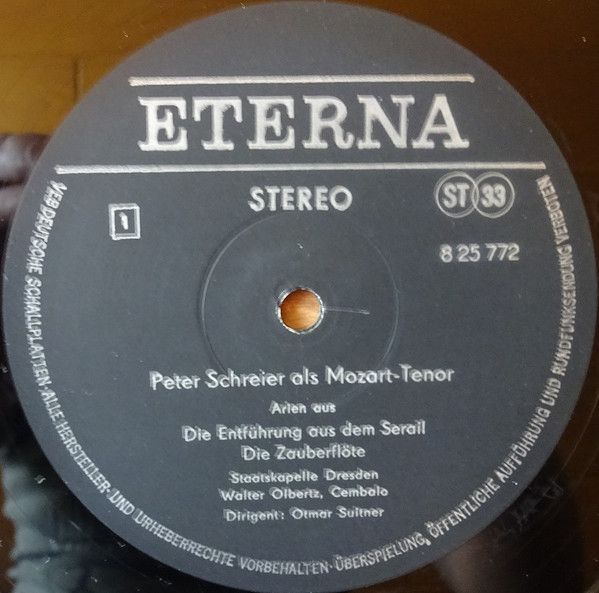 ETERNA
STEREO
ST 33
1
8 25 772
Peter Schreier als Mozart-Tenor
Arien aus
Die Entführung aus dem Serail
Die Zauberflöte
Staatskapelle Dresden
Walter Olbertz, Cembalo
Dirigent: Otmar Suitner
VEB DEUTSCHE SCHALLPLATTEN · ALLE HERSTELLER- UND URHEBERRECHTE VORBEHALTEN · ÜBERSPIELUNG, ÖFFENTLICHE AUFFÜHRUNG UND RUNDFUNKSENDUNG VERBOTEN